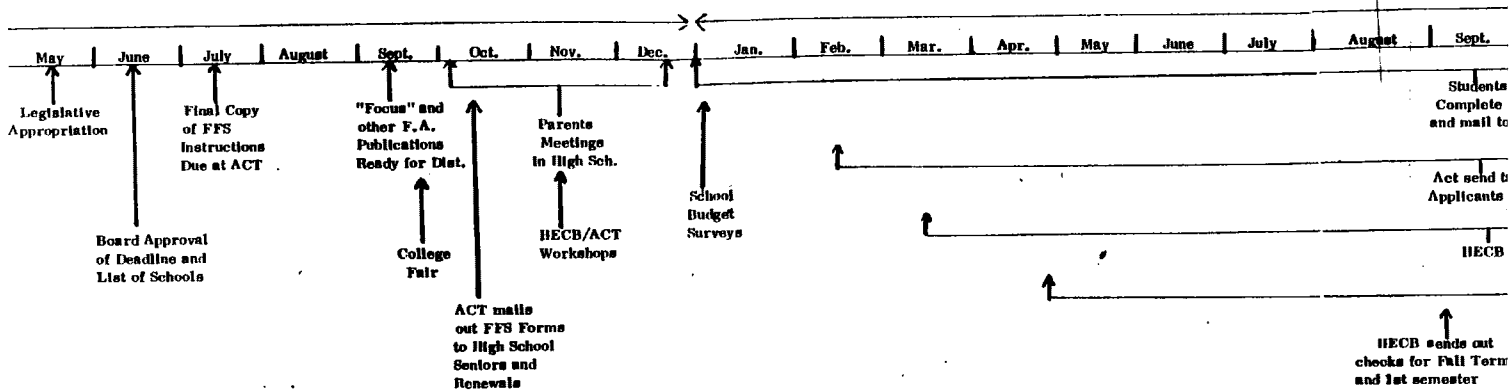 May June July August Sept. Oct. Nov. Dec. Jan. Feb. Mar. Apr. May June July August Sept.
Legislative
Appropriation
Final Copy
of FFS
Instructions
Due at ACT
"Focus" and
other F.A.
Publications
Ready for Dist.
Parents
Meetings
in High Sch.
Students
Complete
and mail to
Board Approval
of Deadline and
List of Schools
College
Fair
HECB/ACT
Workshops
School
Budget
Surveys
Act send
Applicants
HECB
ACT mails
out FFS Forms
to High School
Seniors and
Renewals
HECB sends out
checks for Fall Term
and 1st semester